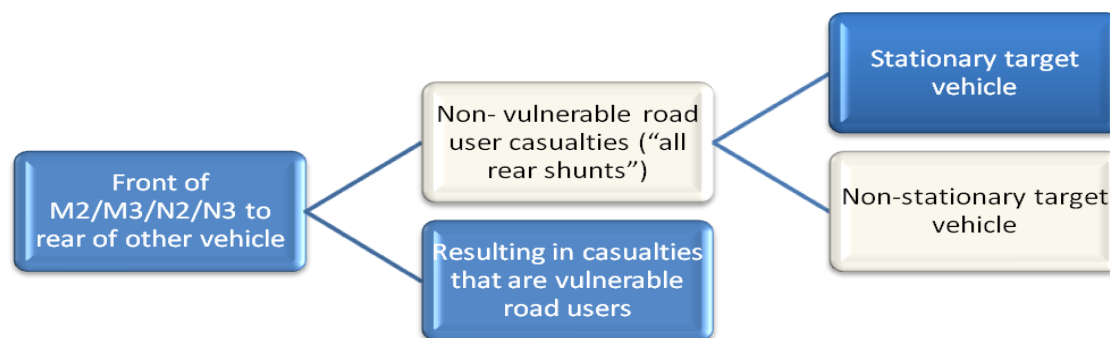 Front of
M2/M3/N2/N3 to
rear of other vehicle
Non- vulnerable road
user casualties (“all
rear shunts”)
Resulting in casualties
that are vulnerable
road users
Stationary target
vehicle
Non-stationary target
vehicle